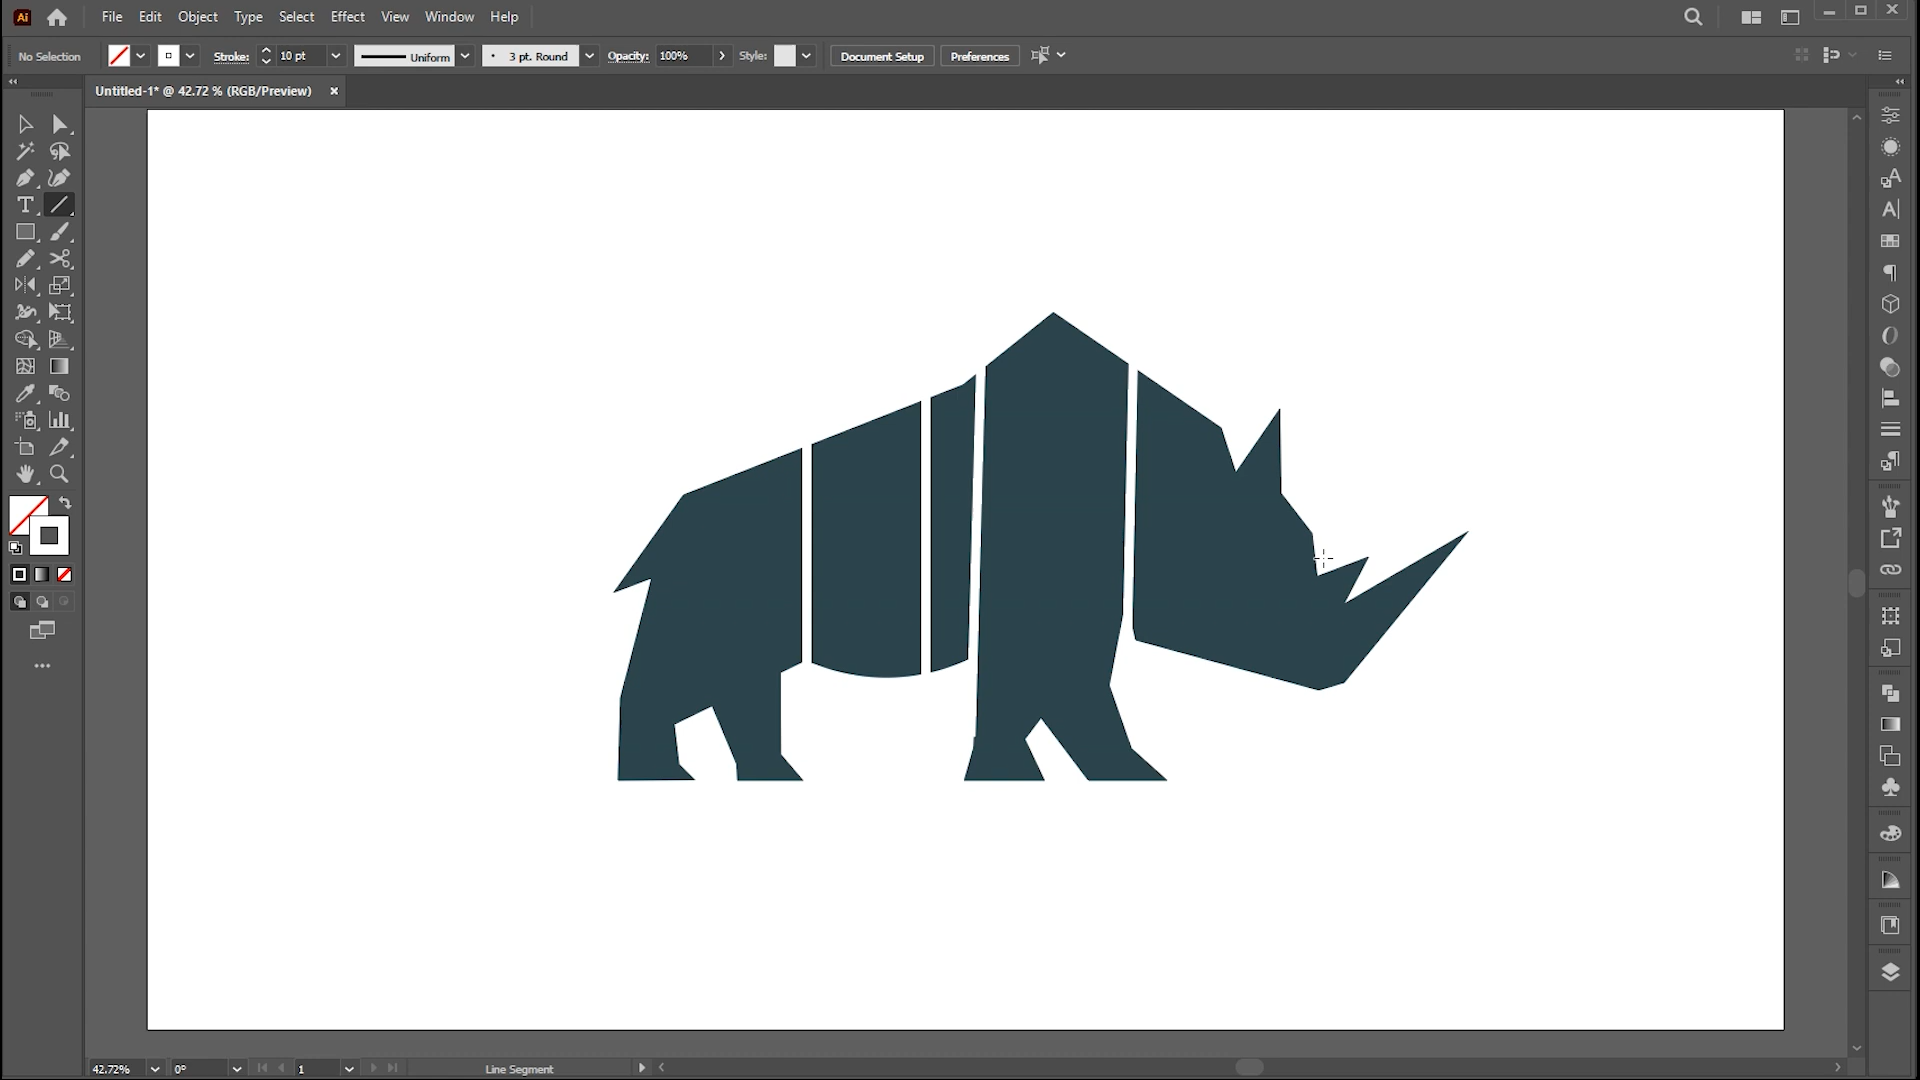 Ai File Edit Object Type Select Effect View Window Help
No Selection Stroke: 10 pt Uniform 3 pt. Round Opacity: 100% Style: Document Setup Preferences
Untitled-1* @ 42.72 % (RGB/Preview) ×
42.72% 0° 1 Line Segment